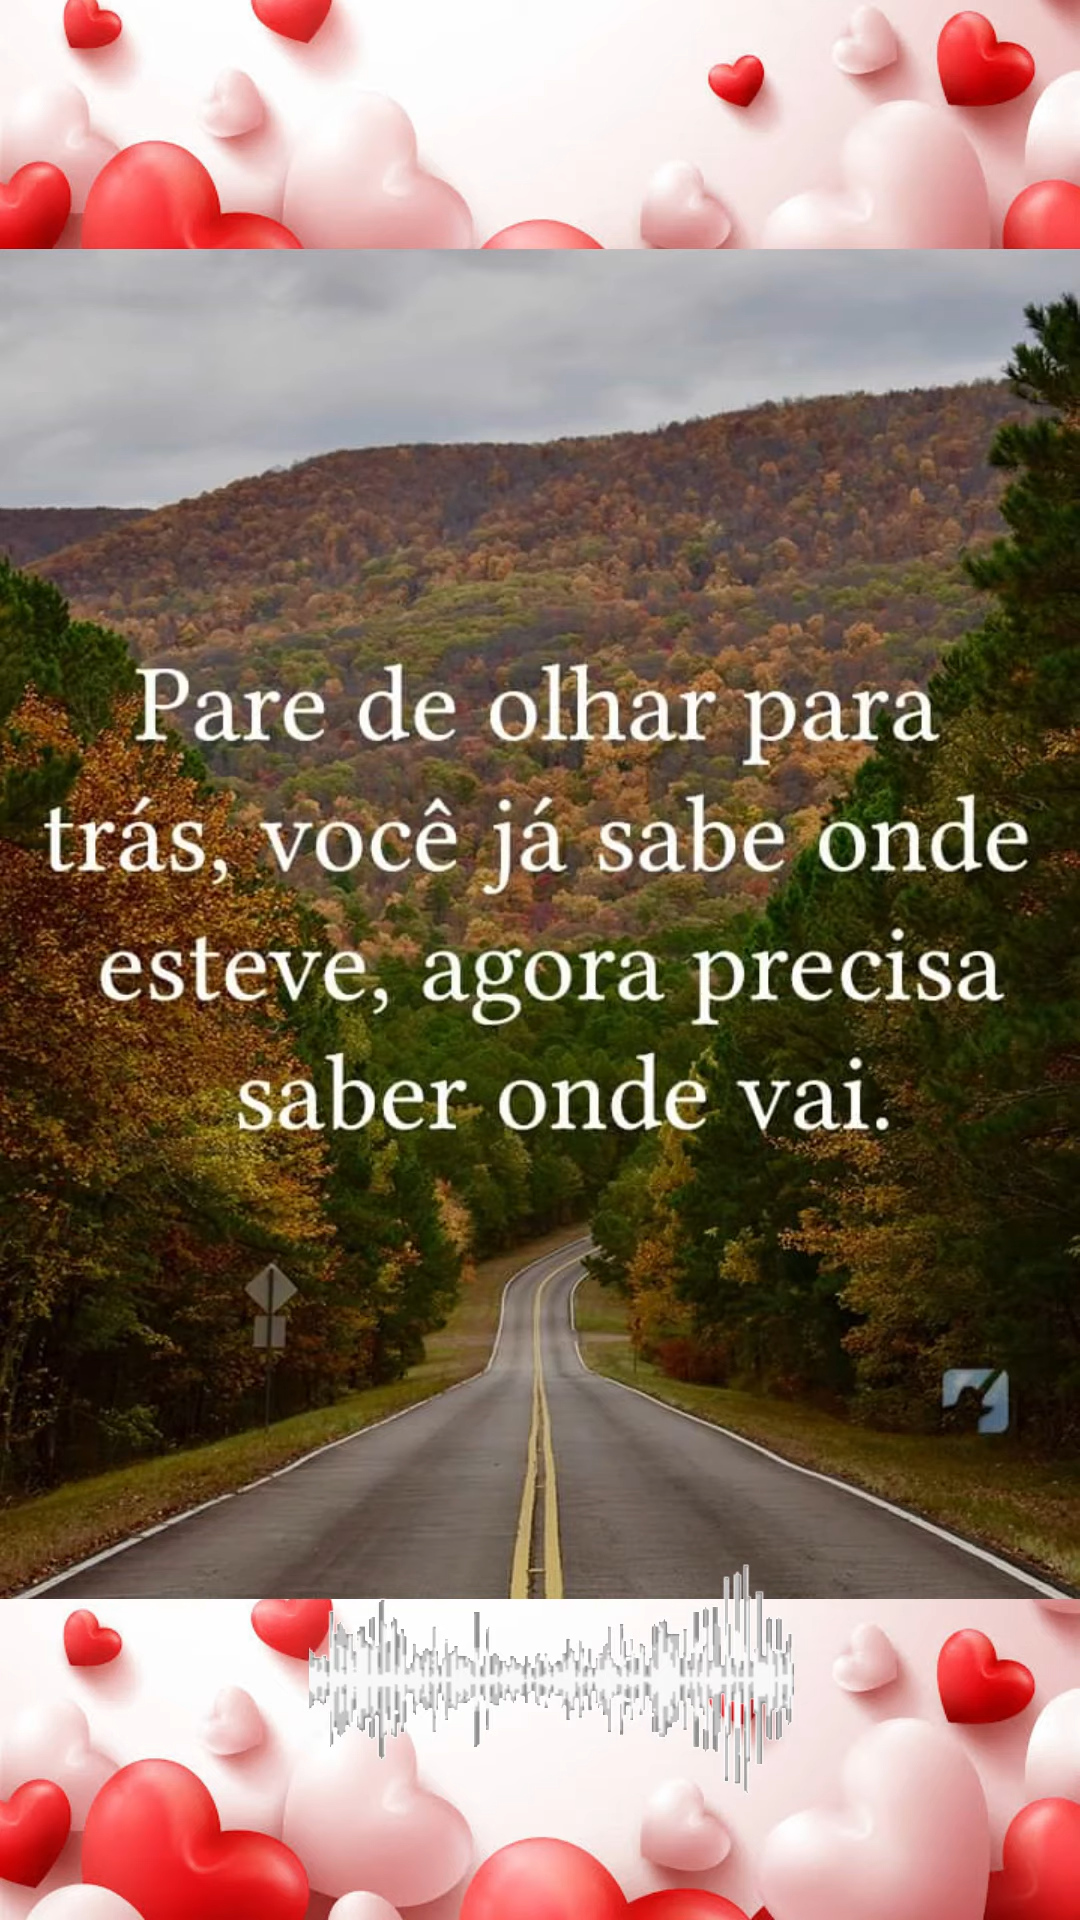 Pare de olhar para
trás, você já sabe onde
esteve, agora precisa
saber onde vai.